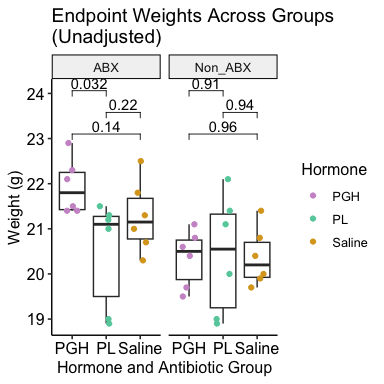 Endpoint Weights Across Groups
(Unadjusted)
ABX
Non_ABX
0.032
0.91
0.22
0.94
0.14
0.96
24
23
22
21
20
19
Weight (g)
PGH PL Saline
PGH PL Saline
Hormone and Antibiotic Group
Hormone
PGH
PL
Saline